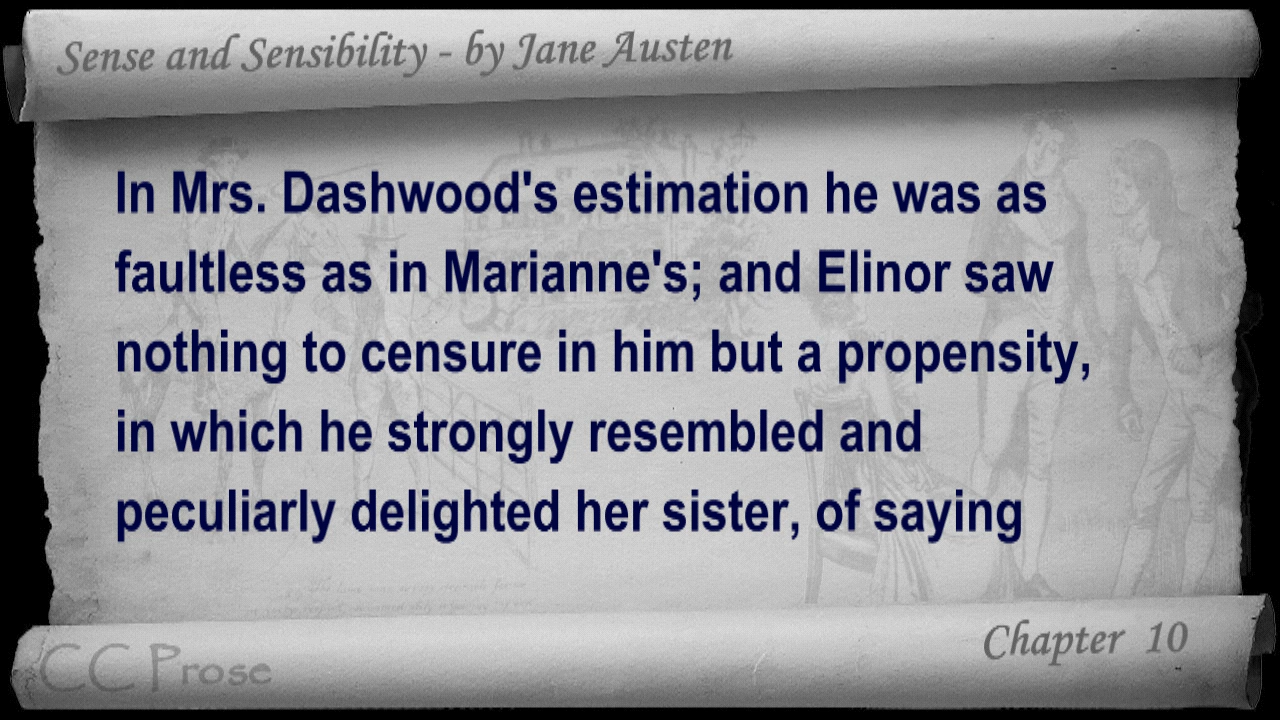 Sense and Sensibility - by Jane Austen
In Mrs. Dashwood's estimation he was as
faultless as in Marianne's; and Elinor saw
nothing to censure in him but a propensity,
in which he strongly resembled and
peculiarly delighted her sister, of saying
Chapter 10
CC Prose